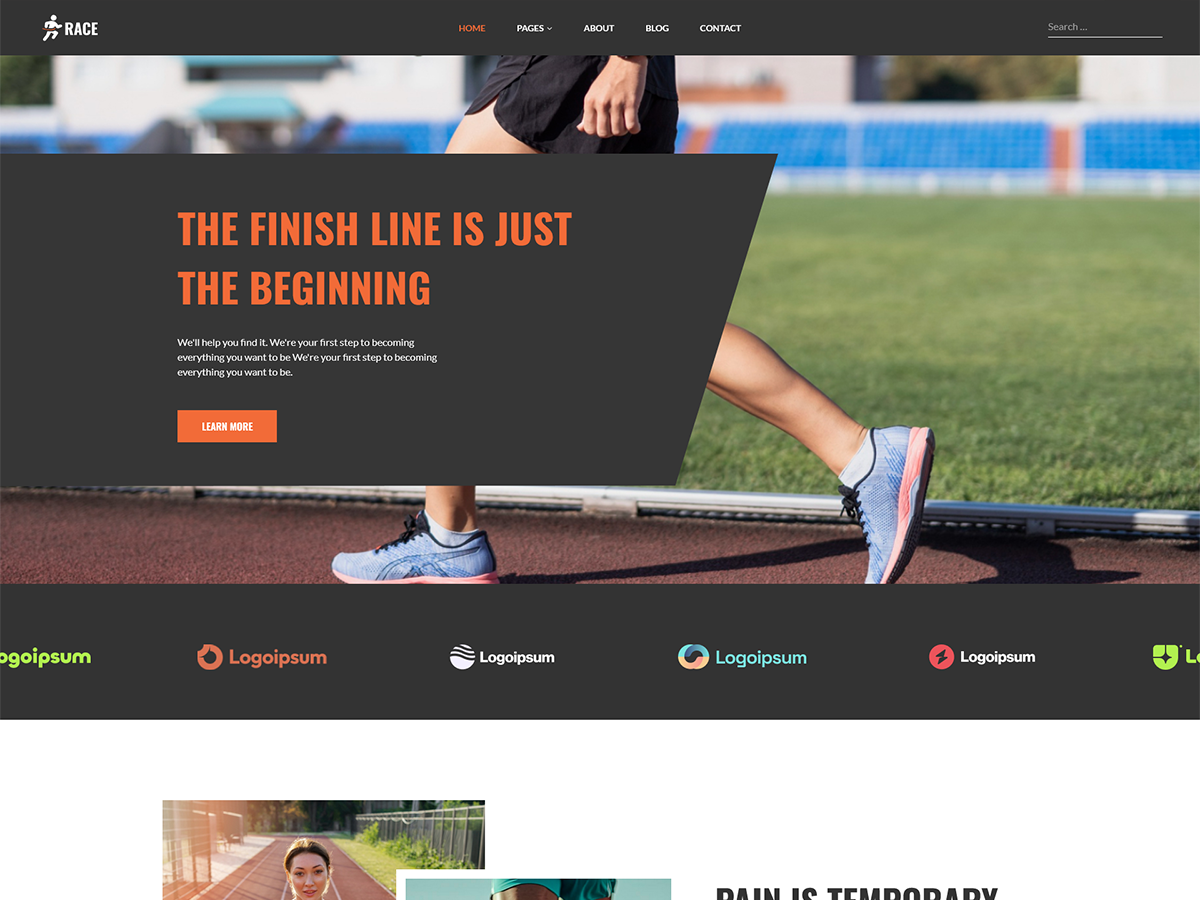 RACE
HOME PAGES ABOUT BLOG CONTACT
Search ...
THE FINISH LINE IS JUST
THE BEGINNING
We'll help you find it. We're your first step to becoming
everything you want to be We're your first step to becoming
everything you want to be.
LEARN MORE
ogoipsum Logoipsum Logoipsum Logoipsum Logoipsum Lo
PAIN IS TEMPORARY